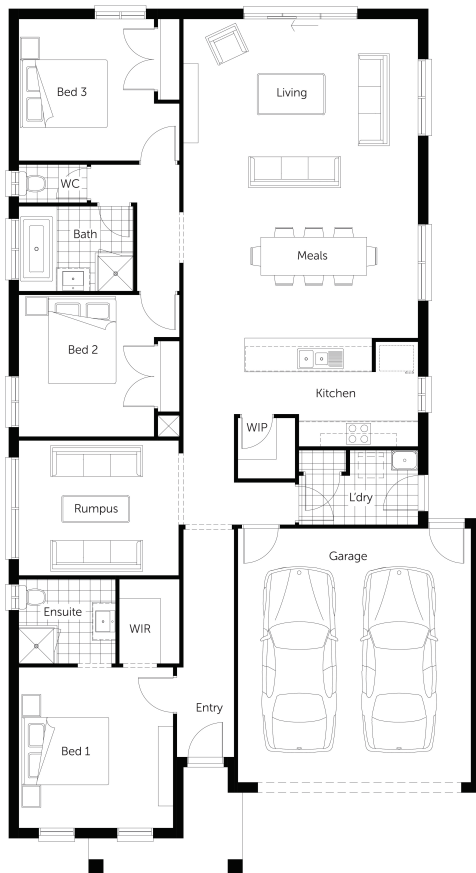 Bed 3
Living
WC
Bath
Meals
Bed 2
Kitchen
WIP
L'dry
Rumpus
Garage
Ensuite
WIR
Entry
Bed 1